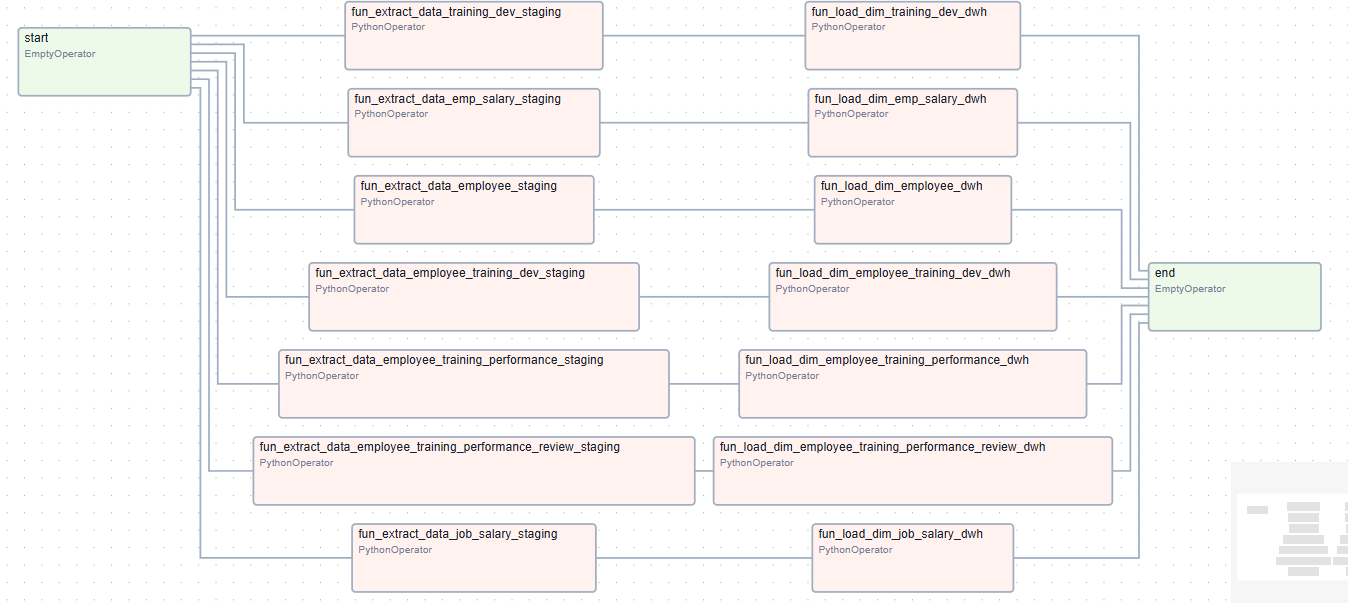 start
EmptyOperator
fun_extract_data_training_dev_staging
PythonOperator
fun_load_dim_training_dev_dwh
PythonOperator
fun_extract_data_emp_salary_staging
PythonOperator
fun_load_dim_emp_salary_dwh
PythonOperator
fun_extract_data_employee_staging
PythonOperator
fun_load_dim_employee_dwh
PythonOperator
fun_extract_data_employee_training_dev_staging
PythonOperator
fun_load_dim_employee_training_dev_dwh
PythonOperator
end
EmptyOperator
fun_extract_data_employee_training_performance_staging
PythonOperator
fun_load_dim_employee_training_performance_dwh
PythonOperator
fun_extract_data_employee_training_performance_review_staging
PythonOperator
fun_load_dim_employee_training_performance_review_dwh
PythonOperator
fun_extract_data_job_salary_staging
PythonOperator
fun_load_dim_job_salary_dwh
PythonOperator